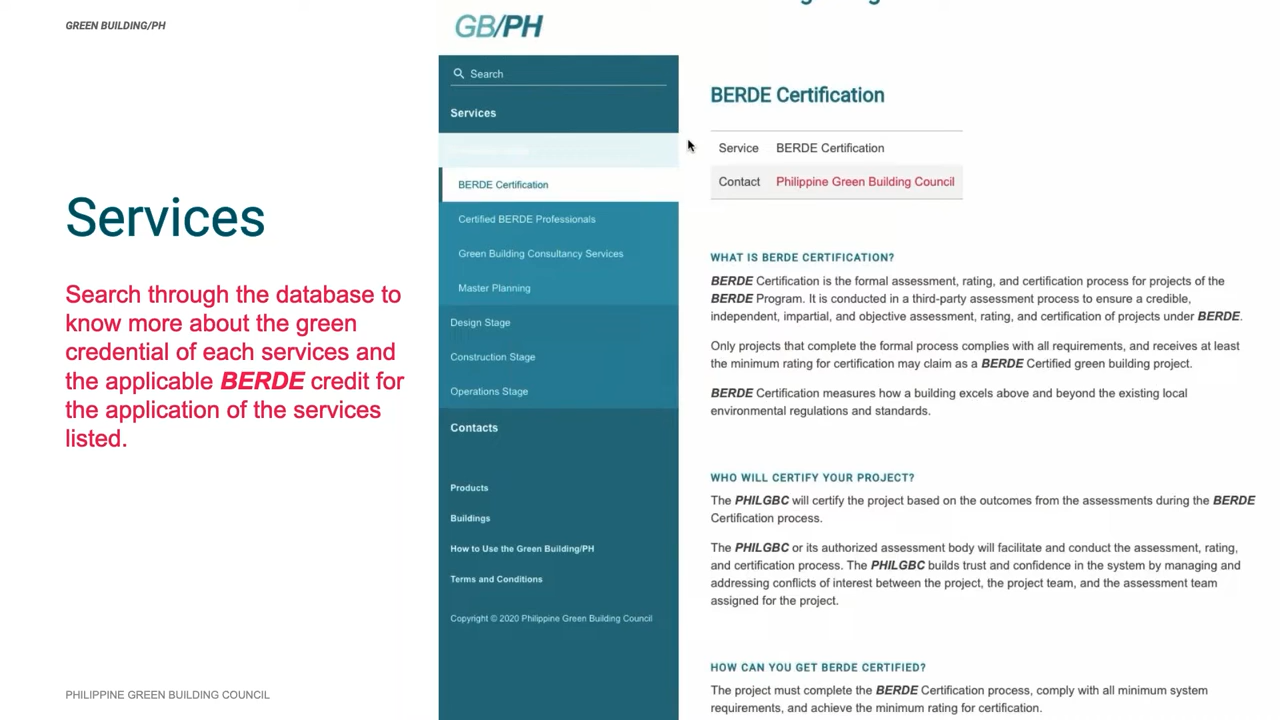 GREEN BUILDING/PH
Services
Search through the database to
know more about the green
credential of each services and
the applicable BERDE credit for
the application of the services
listed.
PHILIPPINE GREEN BUILDING COUNCIL
GB/PH
Search
Services
BERDE Certification
Certified BERDE Professionals
Green Building Consultancy Services
Master Planning
Design Stage
Construction Stage
Operations Stage
Contacts
Products
Buildings
How to Use the Green Building/PH
Terms and Conditions
Copyright © 2020 Philippine Green Building Council
BERDE Certification
Service BERDE Certification
Contact Philippine Green Building Council
WHAT IS BERDE CERTIFICATION?
BERDE Certification is the formal assessment, rating, and certification process for projects of the
BERDE Program. It is conducted in a third-party assessment process to ensure a credible,
independent, impartial, and objective assessment, rating, and certification of projects under BERDE.
Only projects that complete the formal process complies with all requirements, and receives at least
the minimum rating for certification may claim as a BERDE Certified green building project.
BERDE Certification measures how a building excels above and beyond the existing local
environmental regulations and standards.
WHO WILL CERTIFY YOUR PROJECT?
The PHILGBC will certify the project based on the outcomes from the assessments during the BERDE
Certification process.
The PHILGBC or its authorized assessment body will facilitate and conduct the assessment, rating,
and certification process. The PHILGBC builds trust and confidence in the system by managing and
addressing conflicts of interest between the project, the project team, and the assessment team
assigned for the project.
HOW CAN YOU GET BERDE CERTIFIED?
The project must complete the BERDE Certification process, comply with all minimum system
requirements, and achieve the minimum rating for certification.